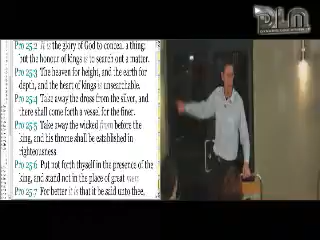 DLM
Pro 25:2 It is the glory of God to conceal a thing:
but the honour of kings is to search out a matter.
Pro 25:3 The heaven for height, and the earth for
depth, and the heart of kings is unsearchable.
Pro 25:4 Take away the dross from the silver, and
there shall come forth a vessel for the finer.
Pro 25:5 Take away the wicked from before the
king, and his throne shall be established in
righteousness.
Pro 25:6 Put not forth thyself in the presence of the
king, and stand not in the place of great men:
Pro 25:7 For better it is that it be said unto thee,